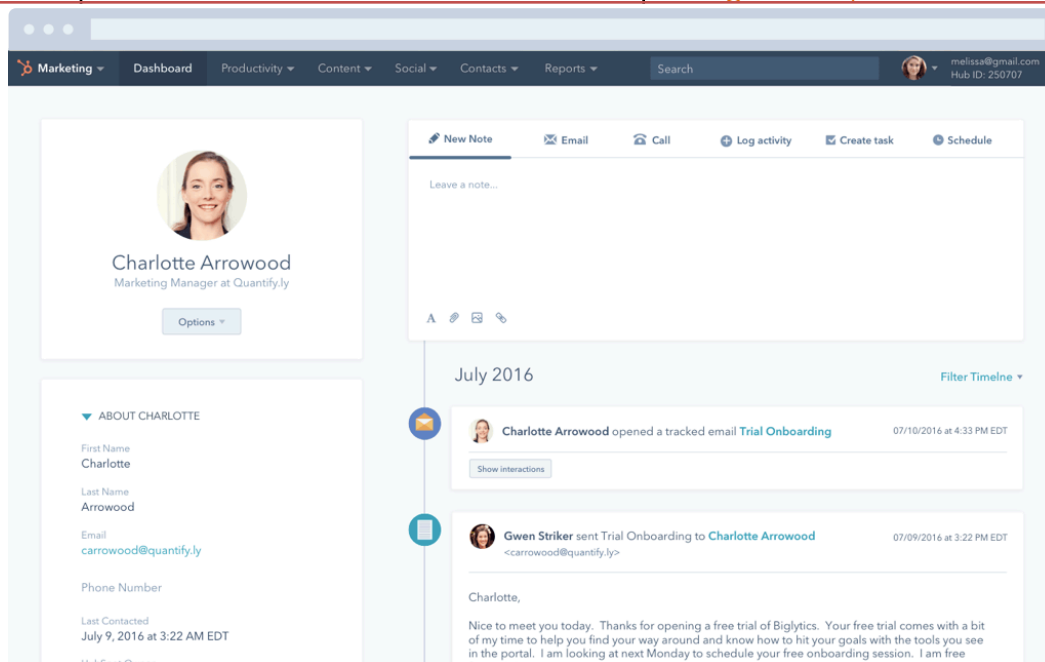 Marketing Dashboard Productivity Content Social Contacts Reports Search melissa@gmail.com
Hub ID: 250707
New Note Email Call Log activity Create task Schedule
Leave a note...
Charlotte Arrowood
Marketing Manager at Quantify.ly
Options
A
July 2016
Filter Timelne
ABOUT CHARLOTTE
First Name
Charlotte
Last Name
Arrowood
Email
carrowood@quantify.ly
Phone Number
Last Contacted
July 9, 2016 at 3:22 AM EDT
Charlotte Arrowood opened a tracked email Trial Onboarding 07/10/2016 at 4:33 PM EDT
Show interactions
Gwen Striker sent Trial Onboarding to Charlotte Arrowood 07/09/2016 at 3:22 PM EDT
<carrowood@quantify.ly>
Charlotte,
Nice to meet you today. Thanks for opening a free trial of Biglytics. Your free trial comes with a bit
of my time to help you find your way around and know how to hit your goals with the tools you see
in the portal. I am looking at next Monday to schedule your free onboarding session. I am free